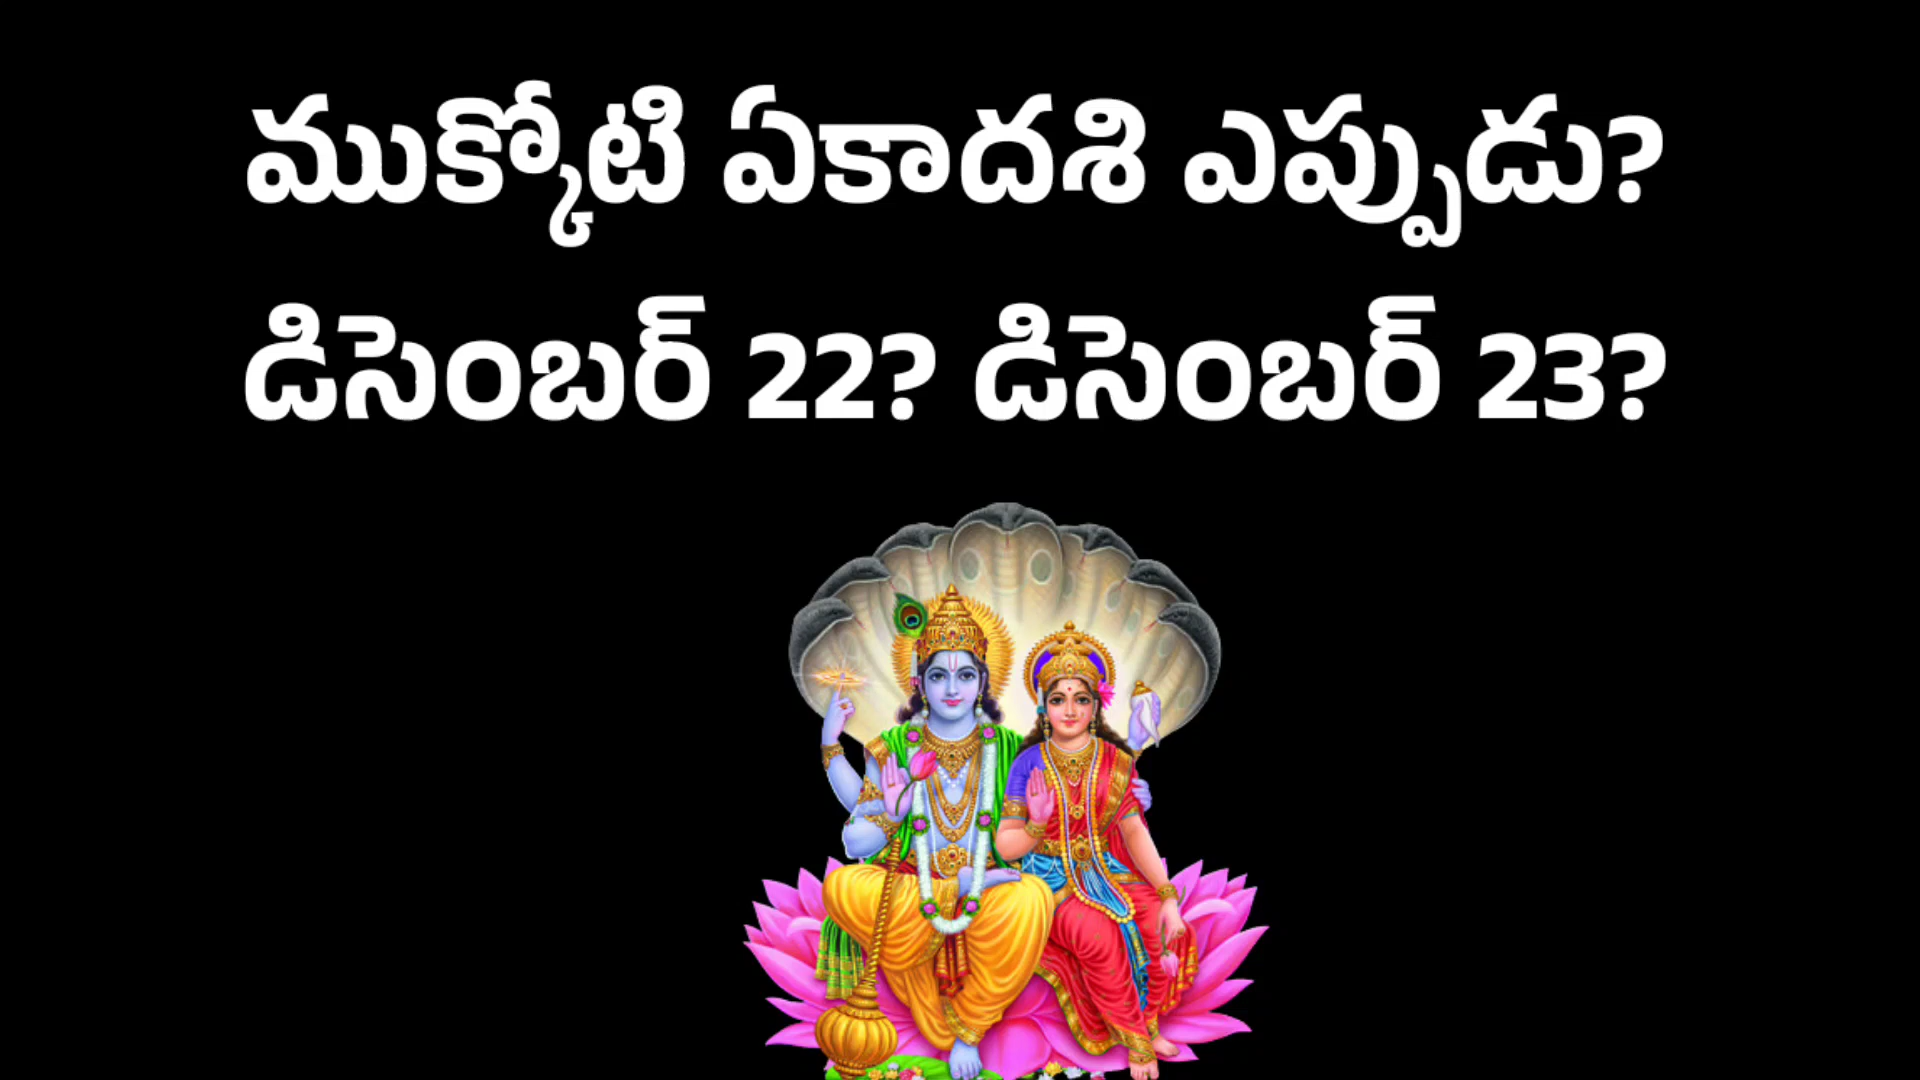 ముక్కోటి ఏకాదశి ఎప్పుడు?
డిసెంబర్ 22? డిసెంబర్ 23?